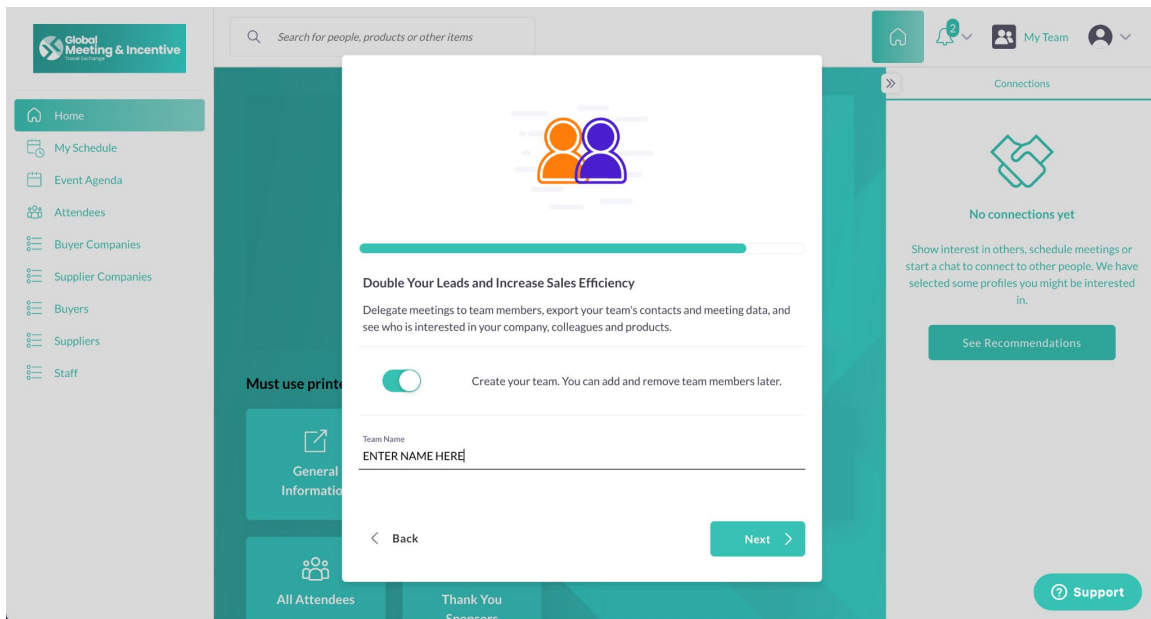 Global
Meeting & Incentive
Travel Exchange
Search for people, products or other items
2
My Team
Home
My Schedule
Event Agenda
Attendees
Buyer Companies
Supplier Companies
Buyers
Suppliers
Staff
Must use printe
General
Informatio
All Attendees
Thank You
Sponsors
Double Your Leads and Increase Sales Efficiency
Delegate meetings to team members, export your team's contacts and meeting data, and
see who is interested in your company, colleagues and products.
Create your team. You can add and remove team members later.
Team Name
ENTER NAME HERE
Back
Next
Connections
No connections yet
Show interest in others, schedule meetings or
start a chat to connect to other people. We have
selected some profiles you might be interested
in.
See Recommendations
Support